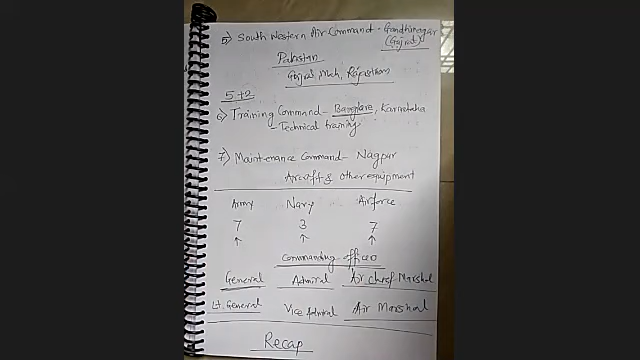 5) South Western Air Command - Gandhinagar
(Gujrat)
Pakistan
Gujrat, Mah, Rajasthan
5+2
6) Training Command - Banglare, Karnataka
- Technical training
7) Maintenance Command - Nagpur
Aircraft & other equipment
Army Navy Airforce
7 3 7
↑ ↑ ↑
Commanding officer
General Admiral Air Chief Marshal
Lt. General Vice Admiral Air Marshal
Recap